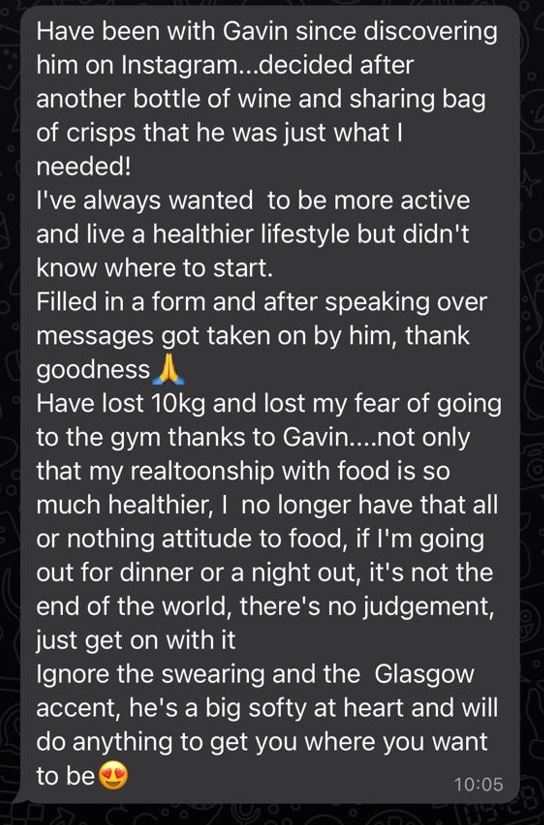 Have been with Gavin since discovering
him on Instagram...decided after
another bottle of wine and sharing bag
of crisps that he was just what I
needed!
I've always wanted  to be more active
and live a healthier lifestyle but didn't
know where to start.
Filled in a form and after speaking over
messages got taken on by him, thank
goodness🙏
Have lost 10kg and lost my fear of going
to the gym thanks to Gavin....not only
that my realtoonship with food is so
much healthier, I  no longer have that all
or nothing attitude to food, if I'm going
out for dinner or a night out, it's not the
end of the world, there's no judgement,
just get on with it
Ignore the swearing and the  Glasgow
accent, he's a big softy at heart and will
do anything to get you where you want
to be😍
10:05